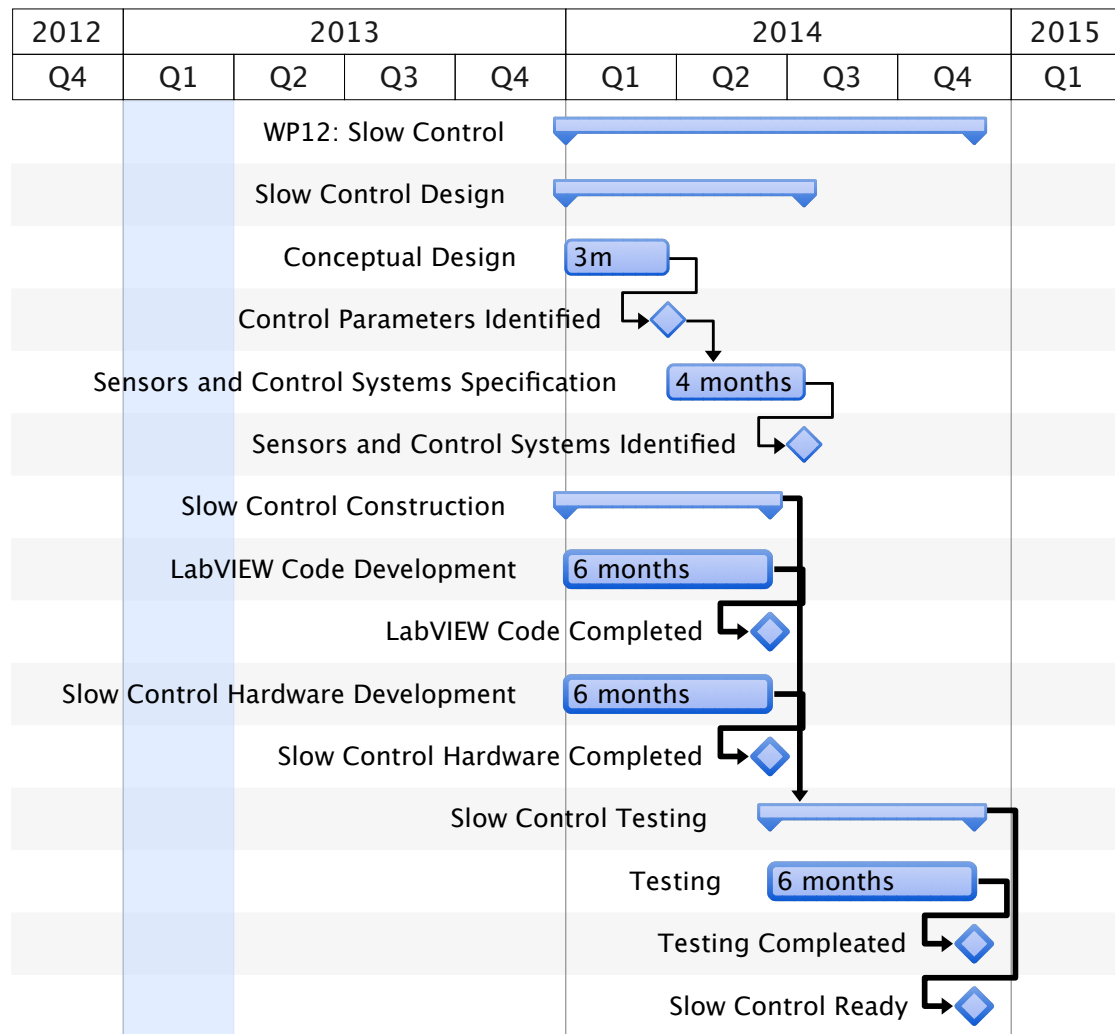 2012 2013 2014 2015
Q4 Q1 Q2 Q3 Q4 Q1 Q2 Q3 Q4 Q1
WP12: Slow Control
Slow Control Design
Conceptual Design 3m
Control Parameters Identified
Sensors and Control Systems Specification 4 months
Sensors and Control Systems Identified
Slow Control Construction
LabVIEW Code Development 6 months
LabVIEW Code Completed
Slow Control Hardware Development 6 months
Slow Control Hardware Completed
Slow Control Testing
Testing 6 months
Testing Compleated
Slow Control Ready